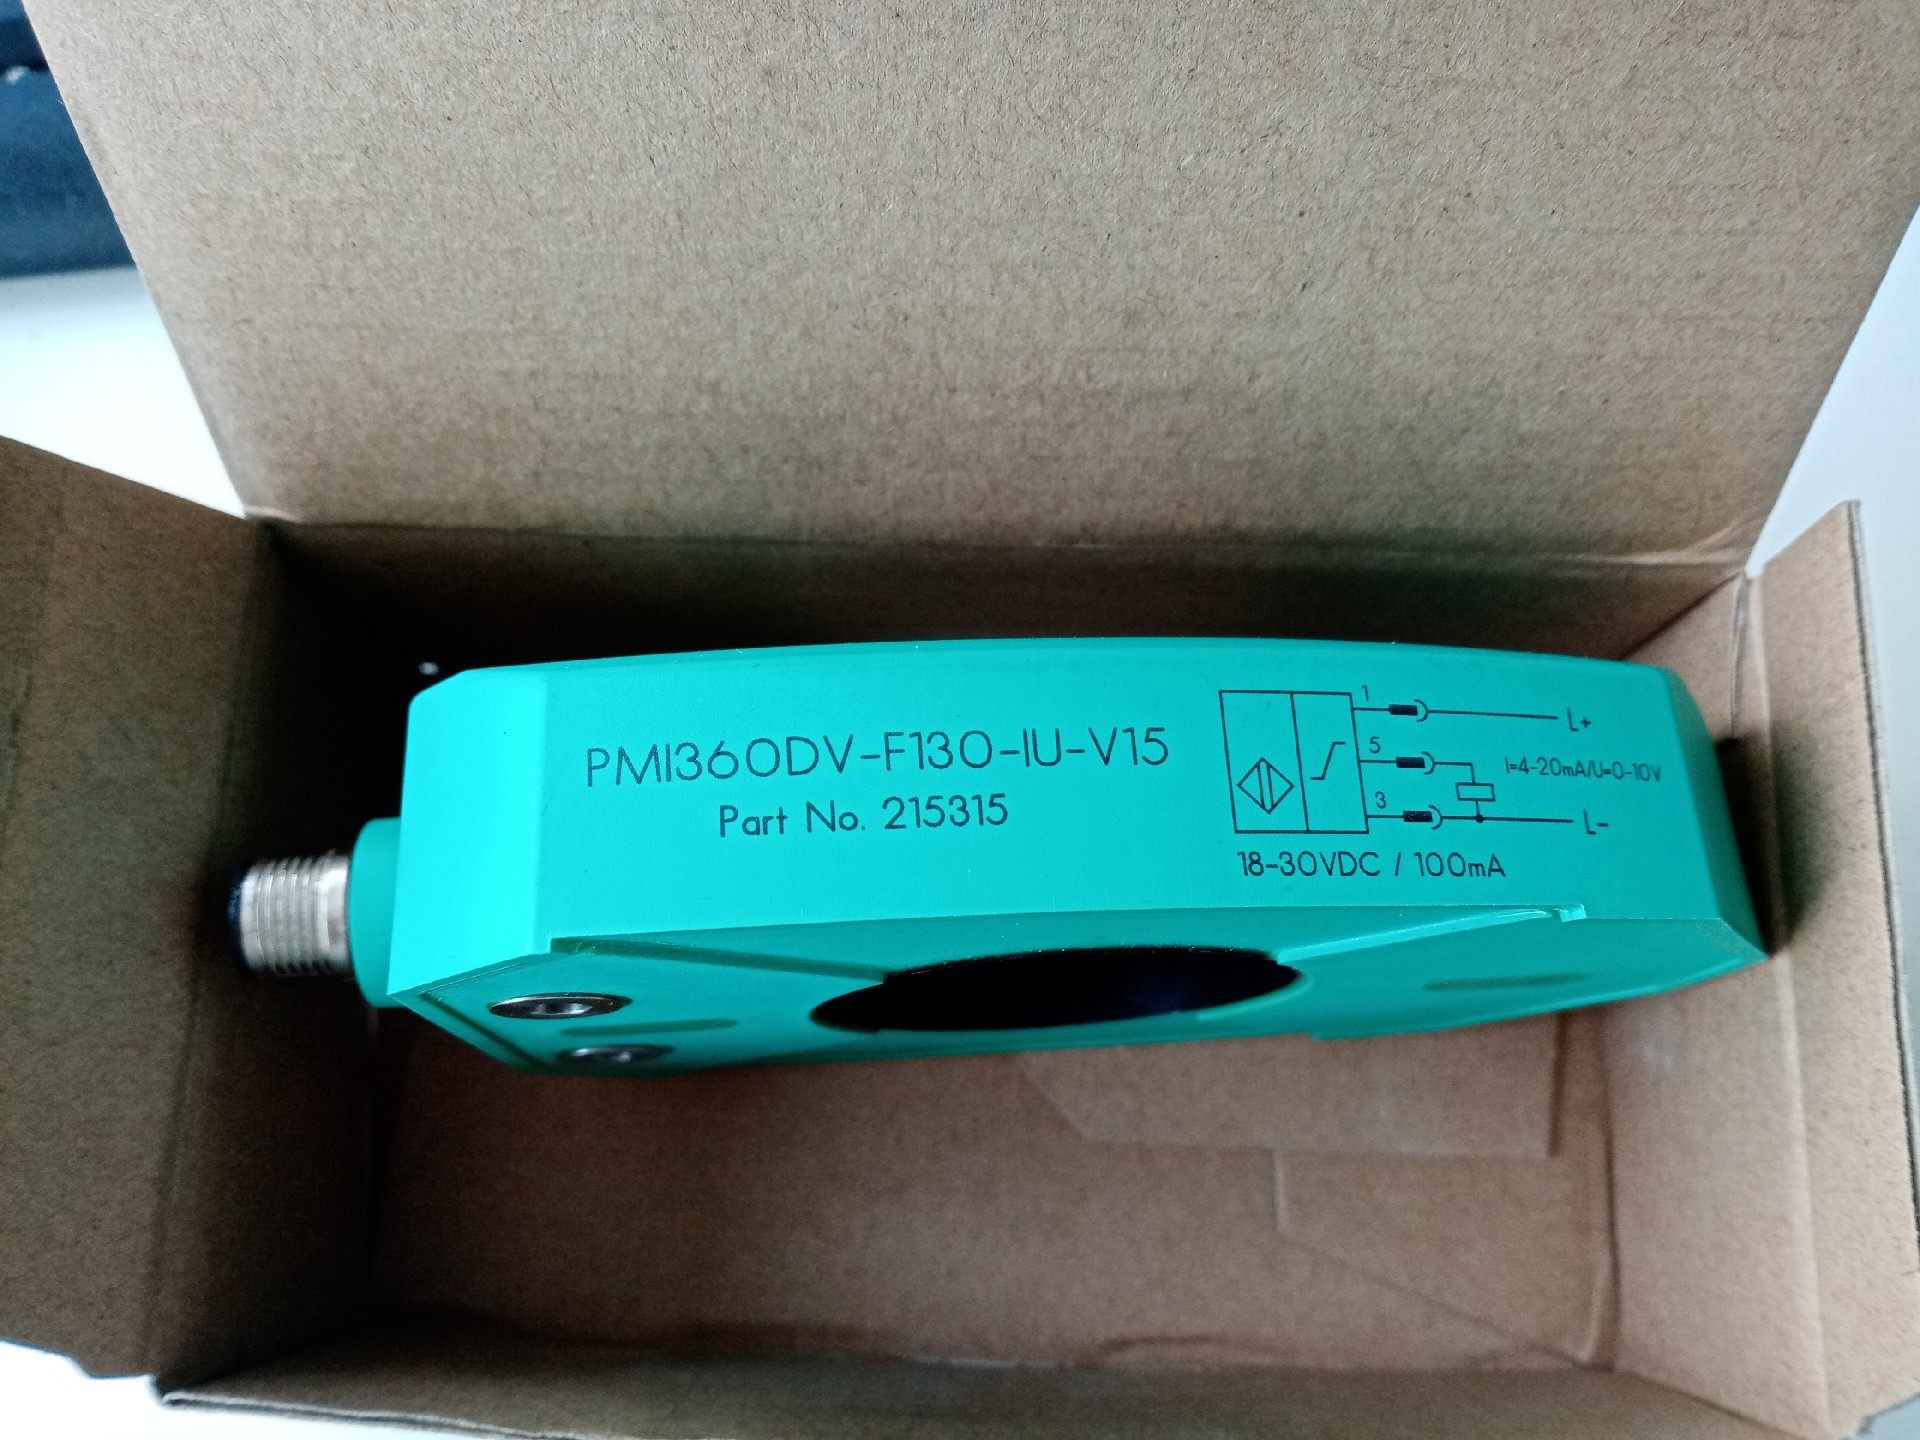 PMI360DV-F130-IU-V15
Part No. 215315
1
L+
5
I=4-20mA/U=0-10V
3
L-
18-30VDC / 100mA